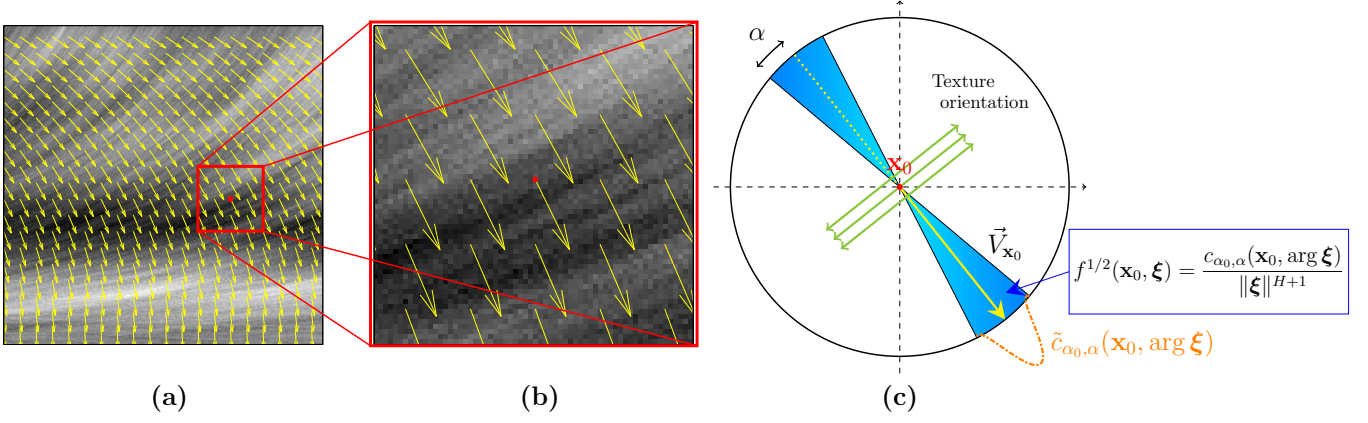 α
Texture
orientation
x₀
V⃗ₓ₀
f^{1/2}(x₀, ξ) = c_{α₀,α}(x₀, arg ξ) / ‖ξ‖^{H+1}
c̃_{α₀,α}(x₀, arg ξ)
(a) (b) (c)